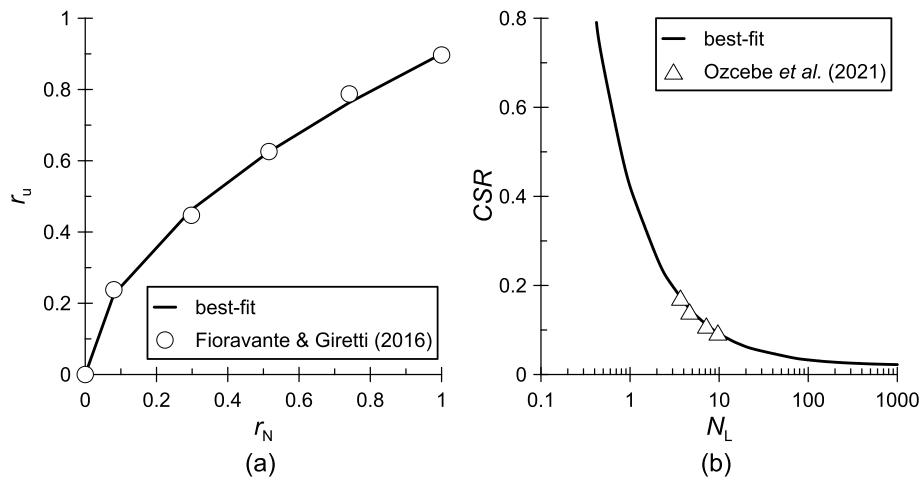 1
0.8
0.6
0.4
0.2
0
r_u
best-fit
Fioravante & Giretti (2016)
0 0.2 0.4 0.6 0.8 1
r_N
(a)
0.8
0.6
0.4
0.2
0
CSR
best-fit
Ozcebe et al. (2021)
0.1 1 10 100 1000
N_L
(b)